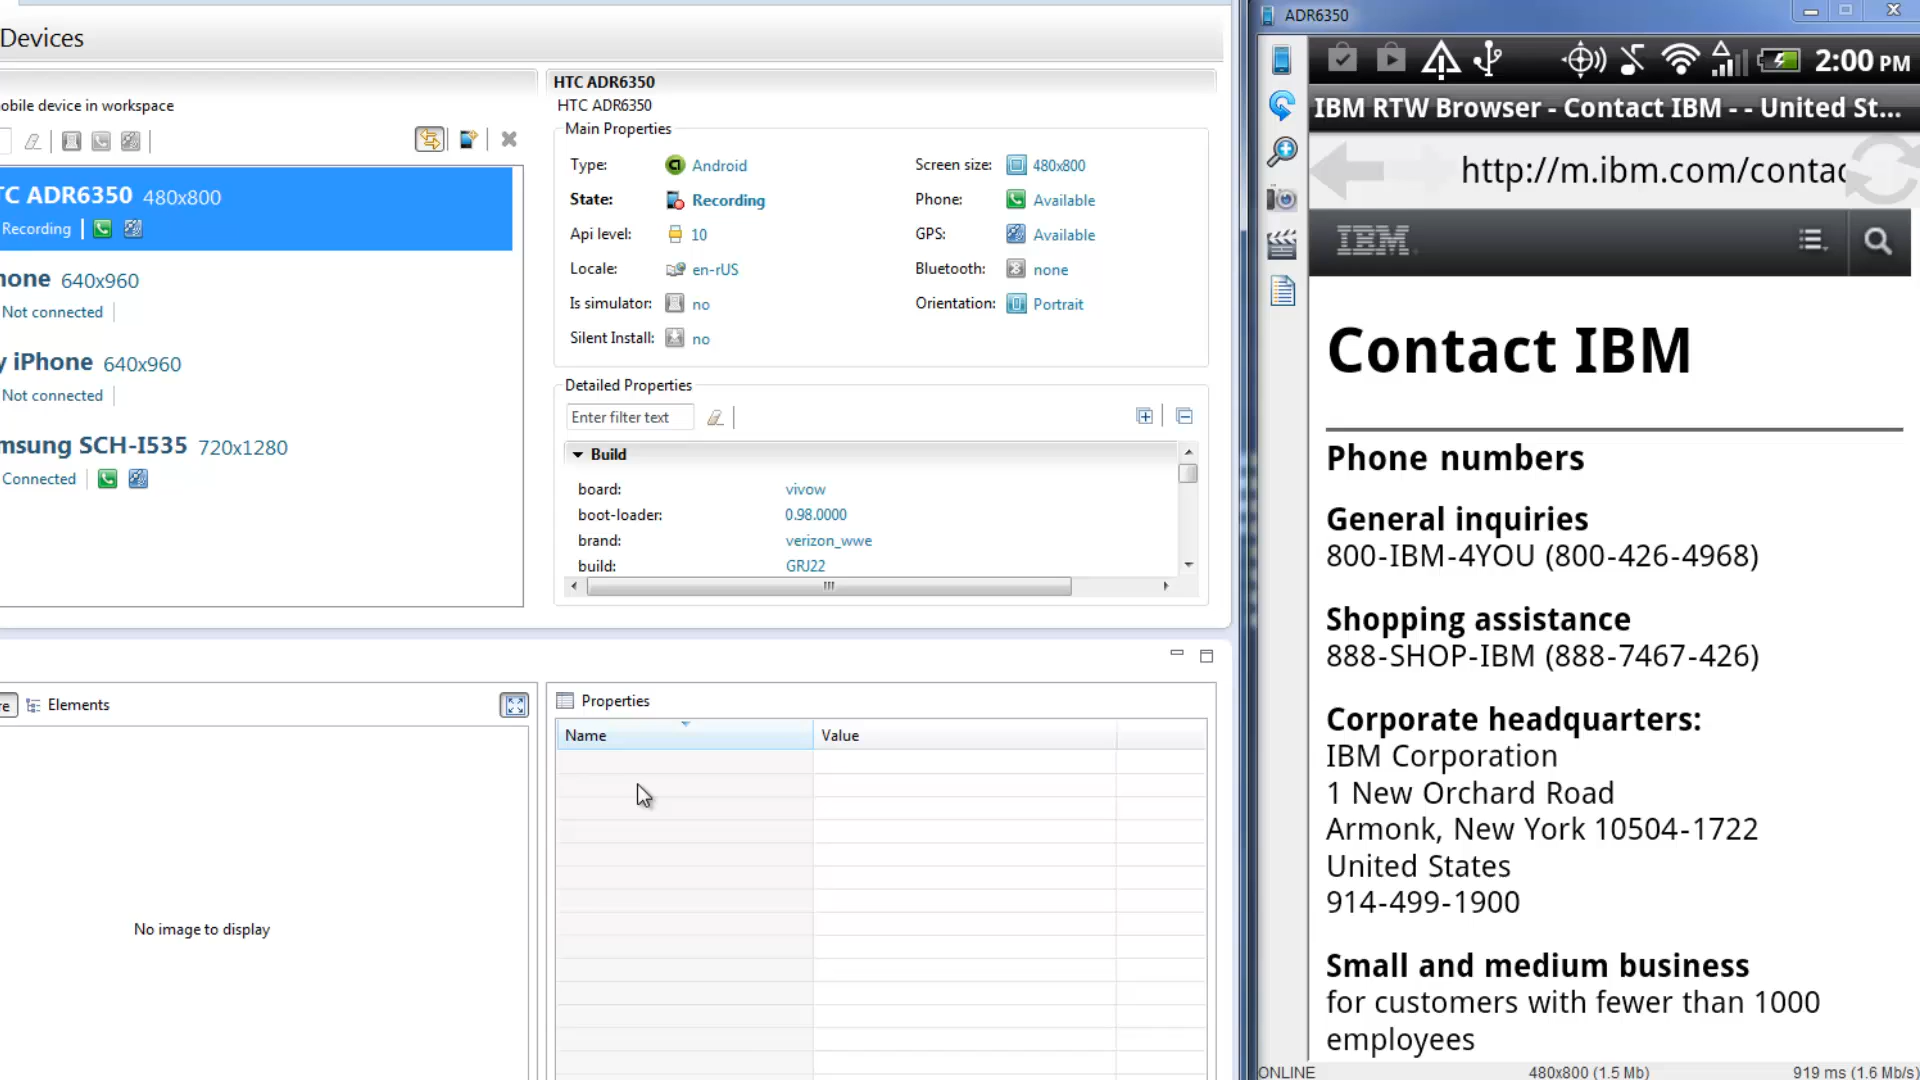 Devices
obile device in workspace
TC ADR6350 480x800
Recording
hone 640x960
Not connected
y iPhone 640x960
Not connected
msung SCH-I535 720x1280
Connected
HTC ADR6350
HTC ADR6350
Main Properties
Type: Android
Screen size: 480x800
State: Recording
Phone: Available
Api level: 10
GPS: Available
Locale: en-rUS
Bluetooth: none
Is simulator: no
Orientation: Portrait
Silent Install: no
Detailed Properties
Enter filter text
Build
board: vivow
boot-loader: 0.98.0000
brand: verizon_wwe
build: GRJ22
re Elements
No image to display
Properties
Name Value
ADR6350
2:00 PM
IBM RTW Browser - Contact IBM - - United St...
http://m.ibm.com/contac
IBM
Contact IBM
Phone numbers
General inquiries
800-IBM-4YOU (800-426-4968)
Shopping assistance
888-SHOP-IBM (888-7467-426)
Corporate headquarters:
IBM Corporation
1 New Orchard Road
Armonk, New York 10504-1722
United States
914-499-1900
Small and medium business
for customers with fewer than 1000
employees
ONLINE 480x800 (1.5 Mb) 919 ms (1.6 Mb/s)